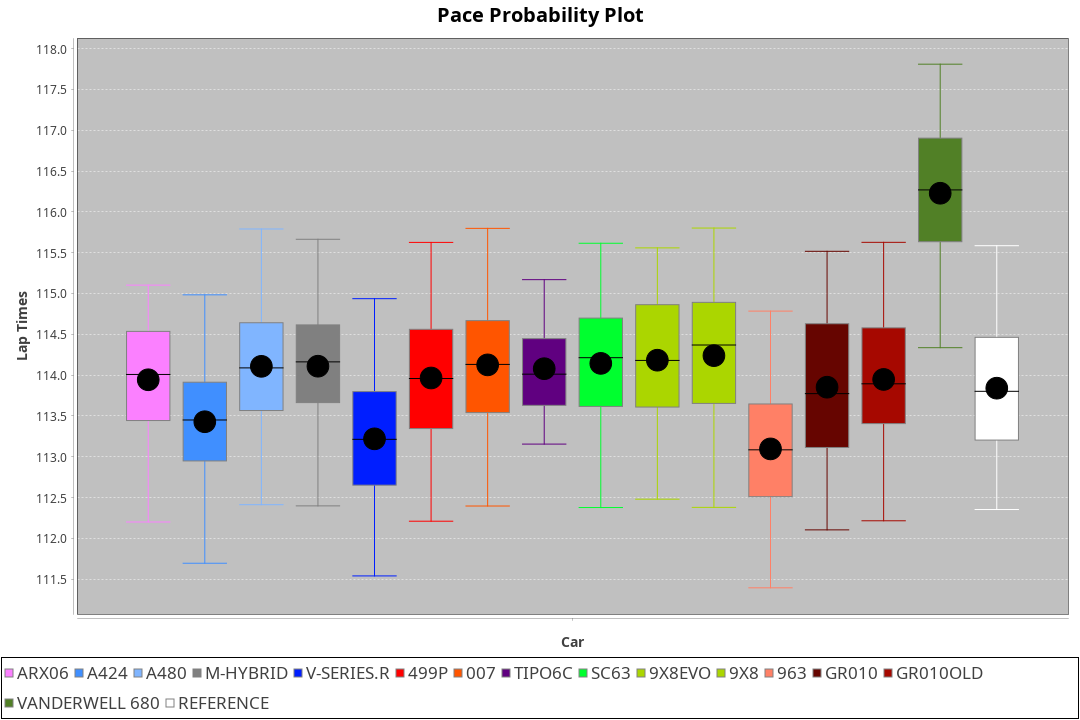 Pace Probability Plot
118.0
117.5
117.0
116.5
116.0
115.5
115.0
114.5
114.0
113.5
113.0
112.5
112.0
111.5
Lap Times
Car
ARX06 A424 A480 M-HYBRID V-SERIES.R 499P 007 TIPO6C SC63 9X8EVO 9X8 963 GR010 GR010OLD
VANDERWELL 680 REFERENCE